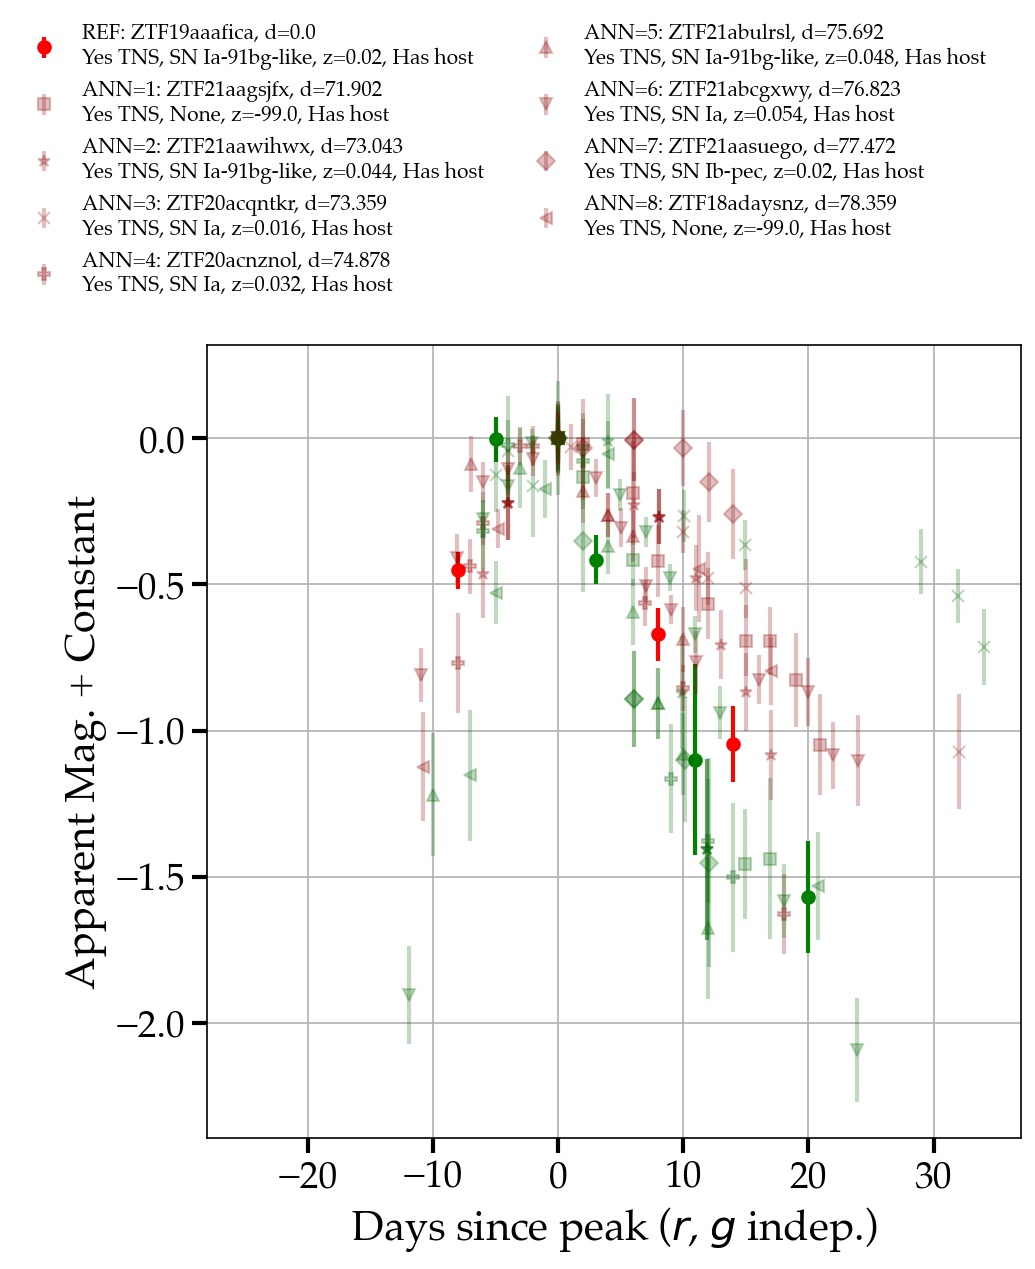 REF: ZTF19aaafica, d=0.0
Yes TNS, SN Ia-91bg-like, z=0.02, Has host
ANN=1: ZTF21aagsjfx, d=71.902
Yes TNS, None, z=-99.0, Has host
ANN=2: ZTF21aawihwx, d=73.043
Yes TNS, SN Ia-91bg-like, z=0.044, Has host
ANN=3: ZTF20acqntkr, d=73.359
Yes TNS, SN Ia, z=0.016, Has host
ANN=4: ZTF20acnznol, d=74.878
Yes TNS, SN Ia, z=0.032, Has host
ANN=5: ZTF21abulrsl, d=75.692
Yes TNS, SN Ia-91bg-like, z=0.048, Has host
ANN=6: ZTF21abcgxwy, d=76.823
Yes TNS, SN Ia, z=0.054, Has host
ANN=7: ZTF21aasuego, d=77.472
Yes TNS, SN Ib-pec, z=0.02, Has host
ANN=8: ZTF18adaysnz, d=78.359
Yes TNS, None, z=-99.0, Has host
Apparent Mag. + Constant
0.0
−0.5
−1.0
−1.5
−2.0
−20
−10
0
10
20
30
Days since peak (r, g indep.)